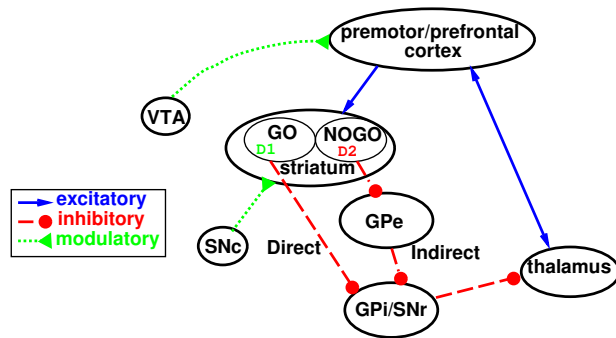 premotor/prefrontal
cortex
VTA
GO
NOGO
D1
D2
striatum
excitatory
inhibitory
modulatory
SNc
Direct
GPe
Indirect
thalamus
GPi/SNr